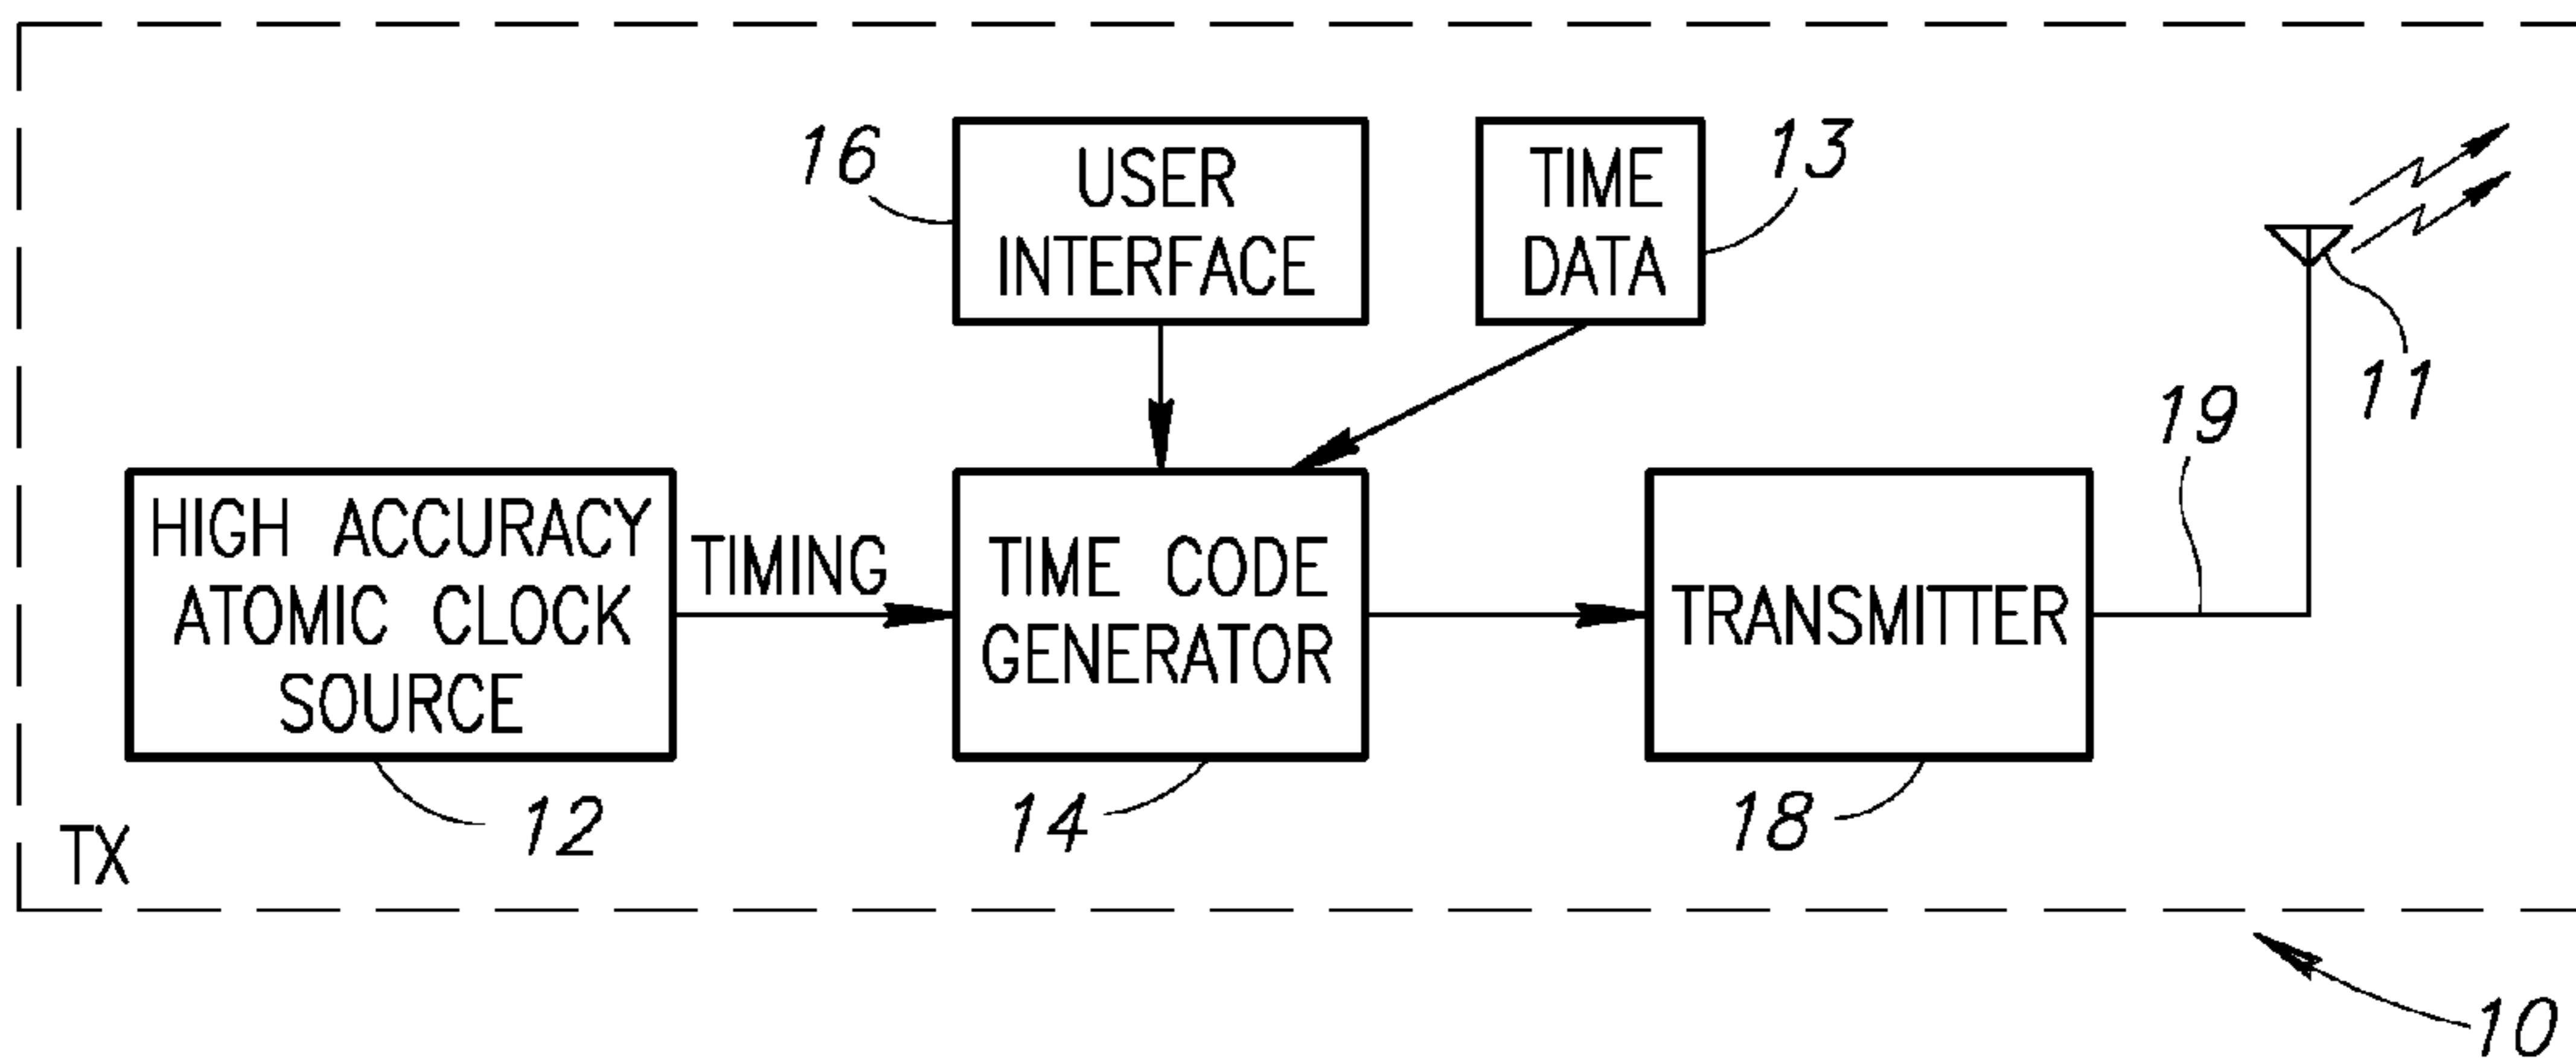 16
USER
INTERFACE
TIME
DATA
13
11
19
HIGH ACCURACY
ATOMIC CLOCK
SOURCE
TIMING
TIME CODE
GENERATOR
TRANSMITTER
12
14
18
TX
10